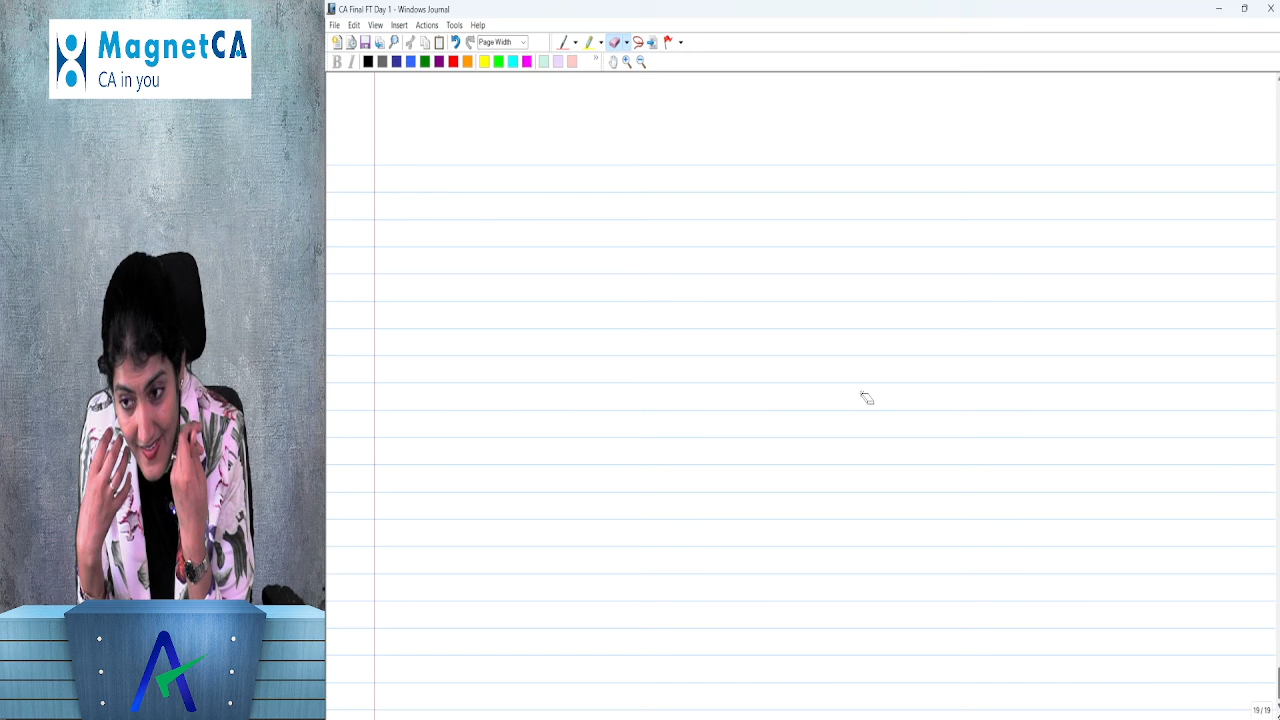 MagnetCA
CA in you
CA Final FT Day 1 - Windows Journal
File Edit View Insert Actions Tools Help
Page Width
B I
19 / 19